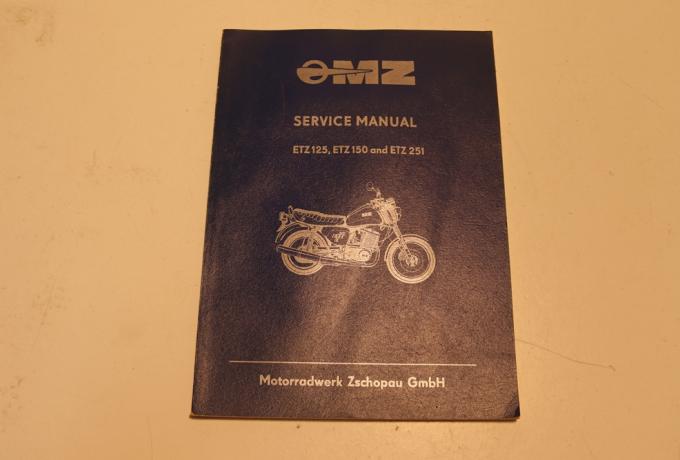 MZ
SERVICE MANUAL
ETZ 125, ETZ 150 and ETZ 251
Motorradwerk Zschopau GmbH